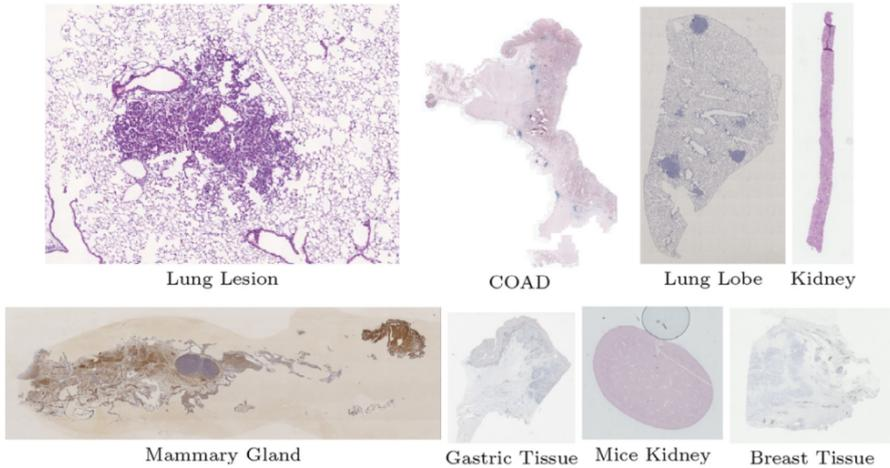 Lung Lesion
COAD
Lung Lobe
Kidney
Mammary Gland
Gastric Tissue
Mice Kidney
Breast Tissue